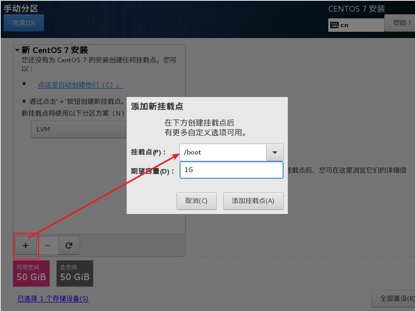 手动分区
CENTOS 7 安装
完成(D)
cn
帮助！
新 CentOS 7 安装
您还没有为 CentOS 7 的安装创建任何挂载点。您可
以：
点这里自动创建他们（C）。
通过点击"+"按钮创建新挂载点。
新挂载点将使用以下分区方案（N）
LVM
添加新挂载点
在下方创建挂载点后
有更多自定义选项可用。
挂载点(P)：
/boot
期望容量(D)：
1G
取消(C)
添加挂载点(A)
挂载点后，您可在这里浏览它们的详细信
+
−
可用空间
50 GiB
总空间
50 GiB
已选择 1 个存储设备(S)
全部重设(R)